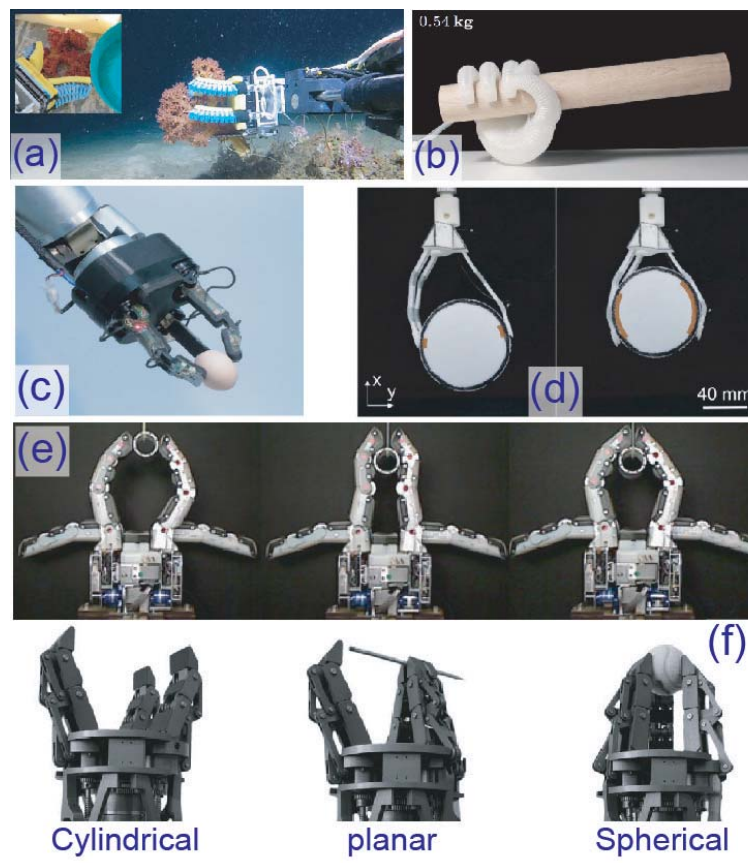 (a)
0.54 kg
(b)
(c)
x
y
(d)
40 mm
(e)
(f)
Cylindrical
planar
Spherical